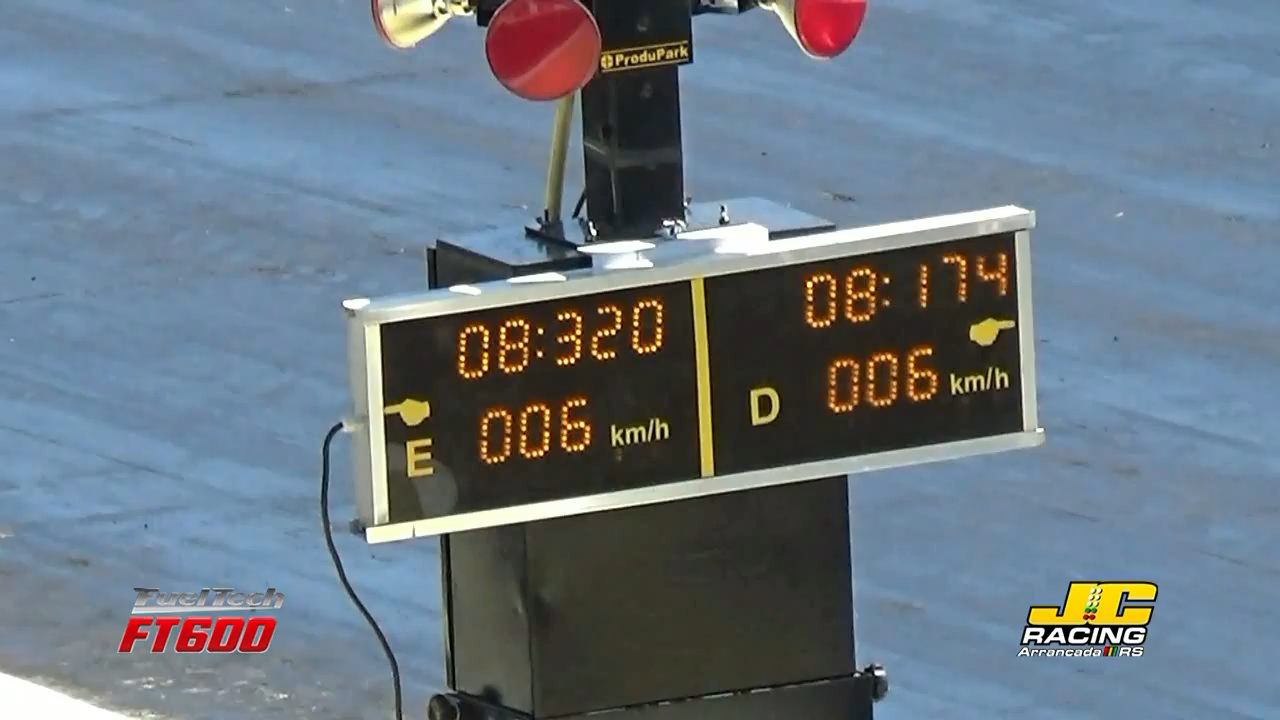 ProduPark
08:320
006 km/h
E
08:174
006 km/h
D
FuelTech
FT600
JC
RACING
Arrancada RS